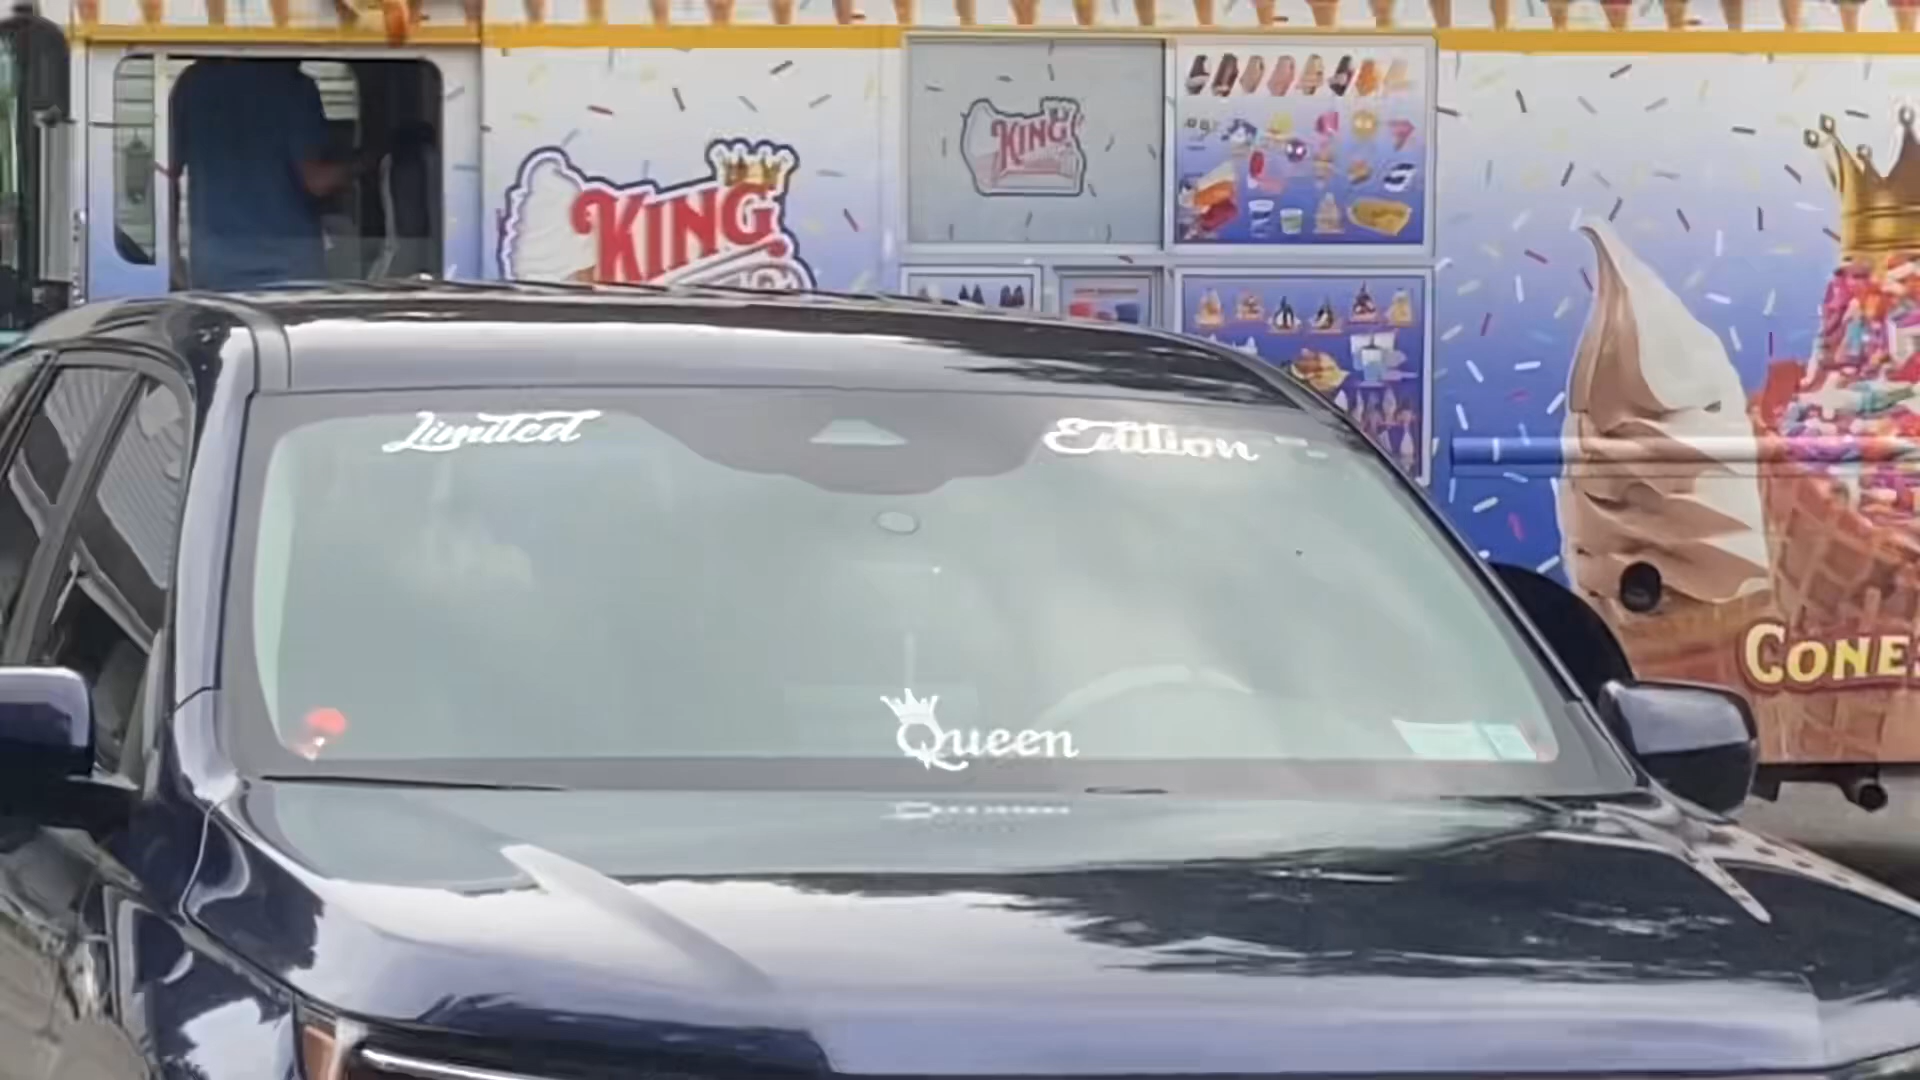 KING
KING
Limited
Edition
Queen
CONES